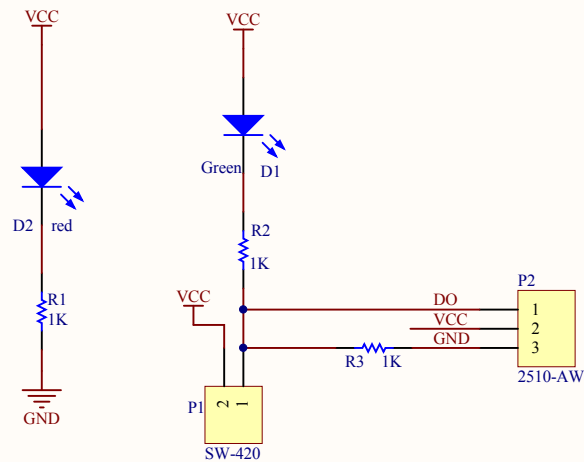 VCC
VCC
Green D1
D2 red
R2
1K
P2
VCC
R1
1K
DO
1
VCC
2
GND
3
R3 1K
2510-AW
P1
2 1
GND
SW-420